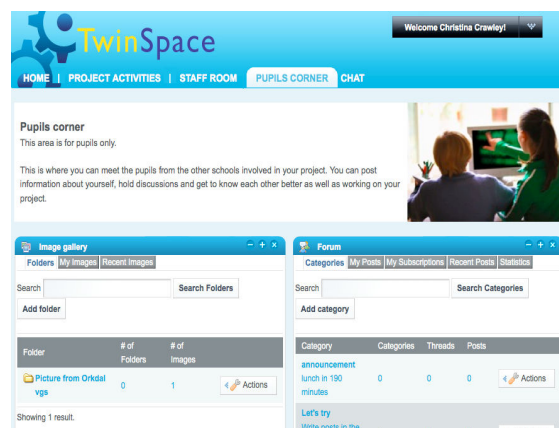 TwinSpace
Welcome Christina Crawley!
HOME | PROJECT ACTIVITIES | STAFF ROOM PUPILS CORNER CHAT
Pupils corner
This area is for pupils only.
This is where you can meet the pupils from the other schools involved in your project. You can post
information about yourself, hold discussions and get to know each other better as well as working on your
project.
Image gallery
Folders My Images Recent Images
Search Search Folders
Add folder
Folder # of Folders # of Images
Picture from Orkdal vgs 0 1 Actions
Showing 1 result.
Forum
Categories My Posts My Subscriptions Recent Posts Statistics
Search Search Categories
Add category
Category Categories Threads Posts
announcement
lunch in 190 0 0 0 Actions
minutes
Let's try
Write posts in the